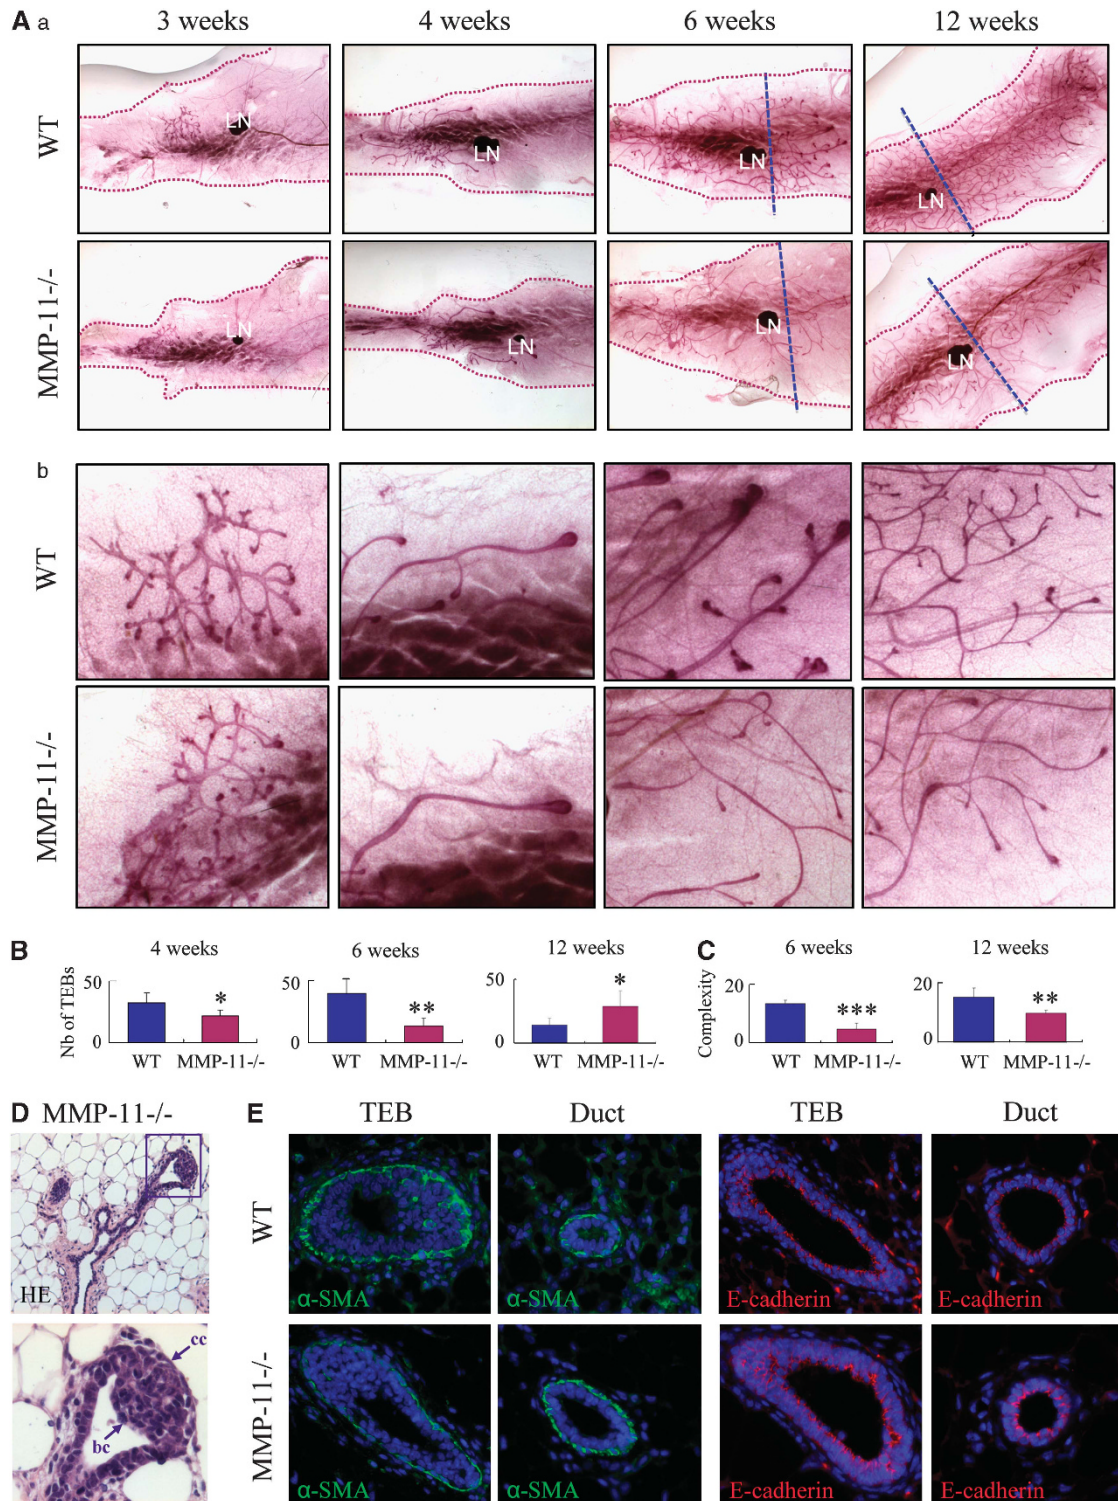 A a 3 weeks 4 weeks 6 weeks 12 weeks
WT
LN LN LN LN
MMP-11-/-
LN LN LN LN
b
WT
MMP-11-/-
B 4 weeks 6 weeks 12 weeks
Nb of TEBs
50 50 50
* ** *
0 0 0
WT MMP-11-/- WT MMP-11-/- WT MMP-11-/-
C 6 weeks 12 weeks
Complexity
20 20
*** **
0 0
WT MMP-11-/- WT MMP-11-/-
D MMP-11-/-
HE
cc
bc
E TEB Duct TEB Duct
WT
α-SMA α-SMA E-cadherin E-cadherin
MMP-11-/-
α-SMA α-SMA E-cadherin E-cadherin